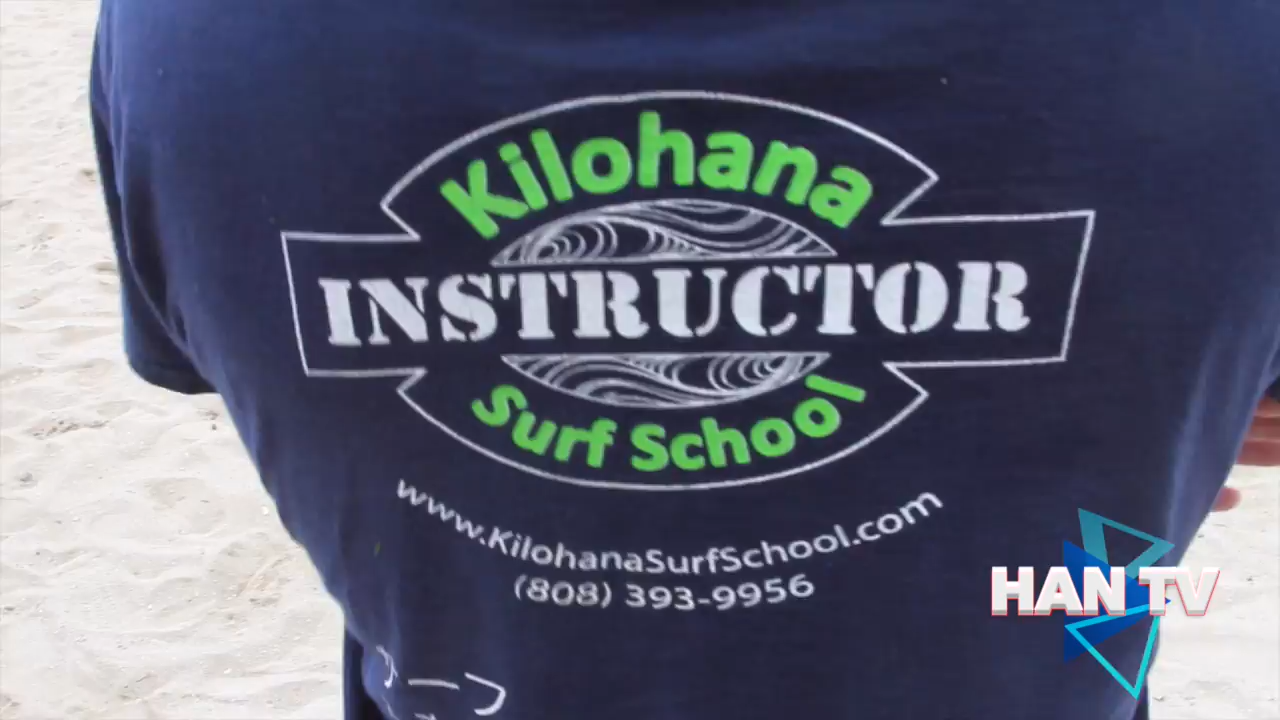 Kilohana
INSTRUCTOR
Surf School
www.KilohanaSurfSchool.com
(808) 393-9956
HAN TV